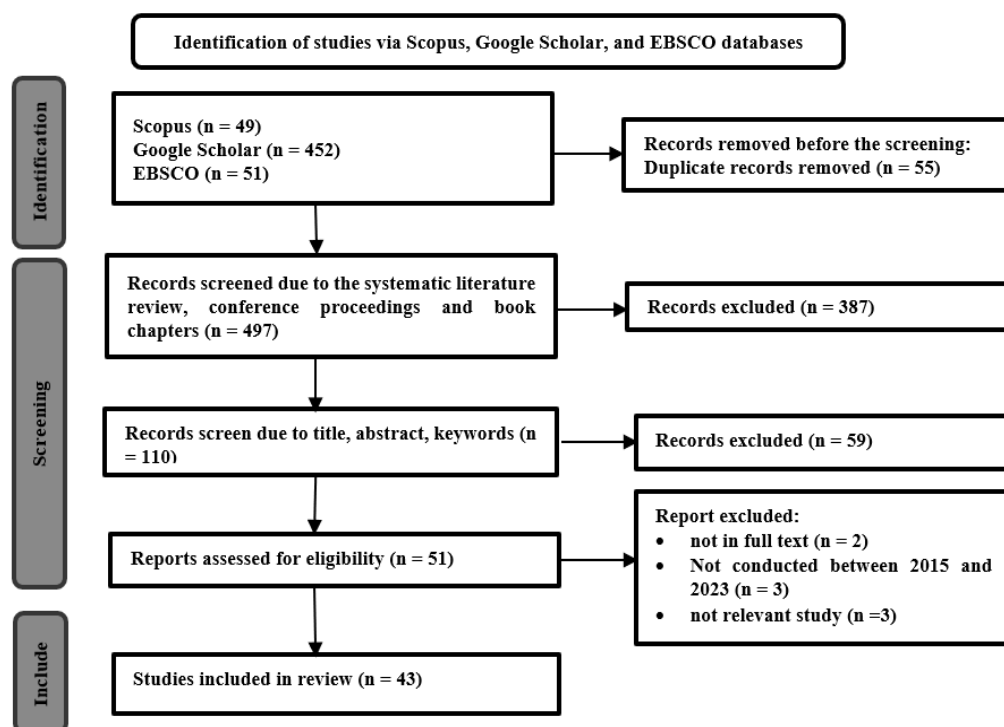 Identification of studies via Scopus, Google Scholar, and EBSCO databases
Identification
Scopus (n = 49)
Google Scholar (n = 452)
EBSCO (n = 51)
Records removed before the screening:
Duplicate records removed (n = 55)
Screening
Records screened due to the systematic literature
review, conference proceedings and book
chapters (n = 497)
Records excluded (n = 387)
Records screen due to title, abstract, keywords (n
= 110)
Records excluded (n = 59)
Reports assessed for eligibility (n = 51)
Report excluded:
• not in full text (n = 2)
• Not conducted between 2015 and
2023 (n = 3)
• not relevant study (n =3)
Include
Studies included in review (n = 43)